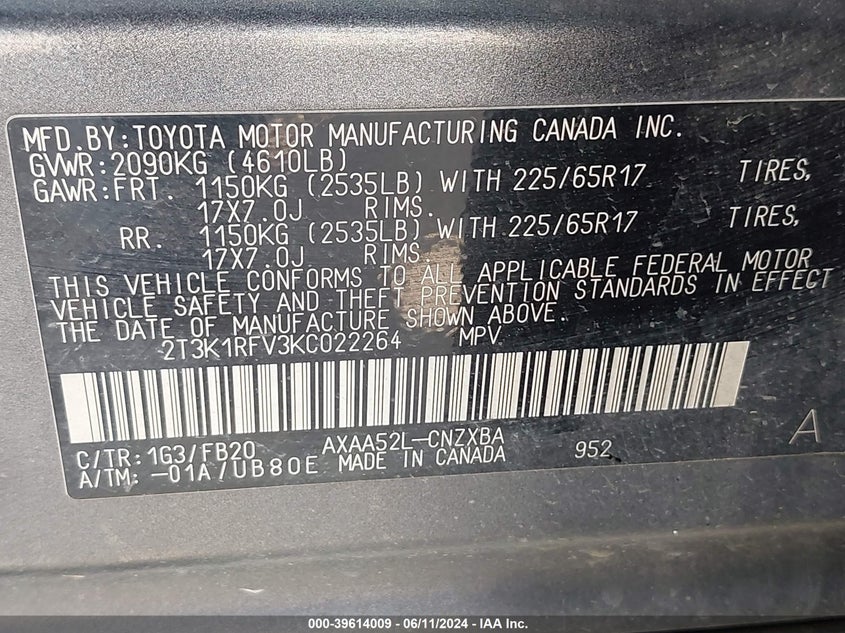 MFD.BY:TOYOTA MOTOR MANUFACTURING CANADA INC.
GVWR:2090KG (4610LB)
GAWR:FRT. 1150KG (2535LB) WITH 225/65R17 TIRES,
17X7.0J RIMS.
RR. 1150KG (2535LB) WITH 225/65R17 TIRES,
17X7.0J RIMS.
THIS VEHICLE CONFORMS TO ALL APPLICABLE FEDERAL MOTOR
VEHICLE SAFETY AND THEFT PREVENTION STANDARDS IN EFFECT
THE DATE OF MANUFACTURE SHOWN ABOVE.
2T3K1RFV3KC022264 MPV
C/TR: 1G3/FB20 AXAA52L-CNZXBA 952 A
A/TM: -01A/UB80E MADE IN CANADA
000-39614009 - 06/11/2024 - IAA Inc.